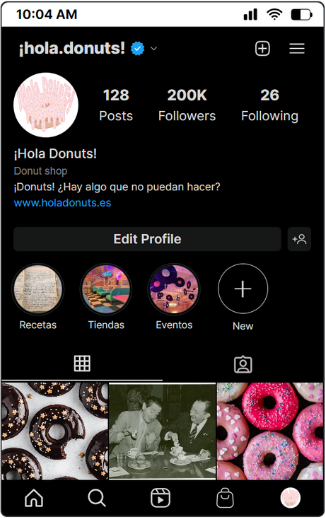 10:04 AM
¡hola.donuts!
128 200K 26
Posts Followers Following
¡Hola Donuts!
Donut shop
¡Donuts! ¿Hay algo que no puedan hacer?
www.holadonuts.es
Edit Profile
Recetas Tiendas Eventos New